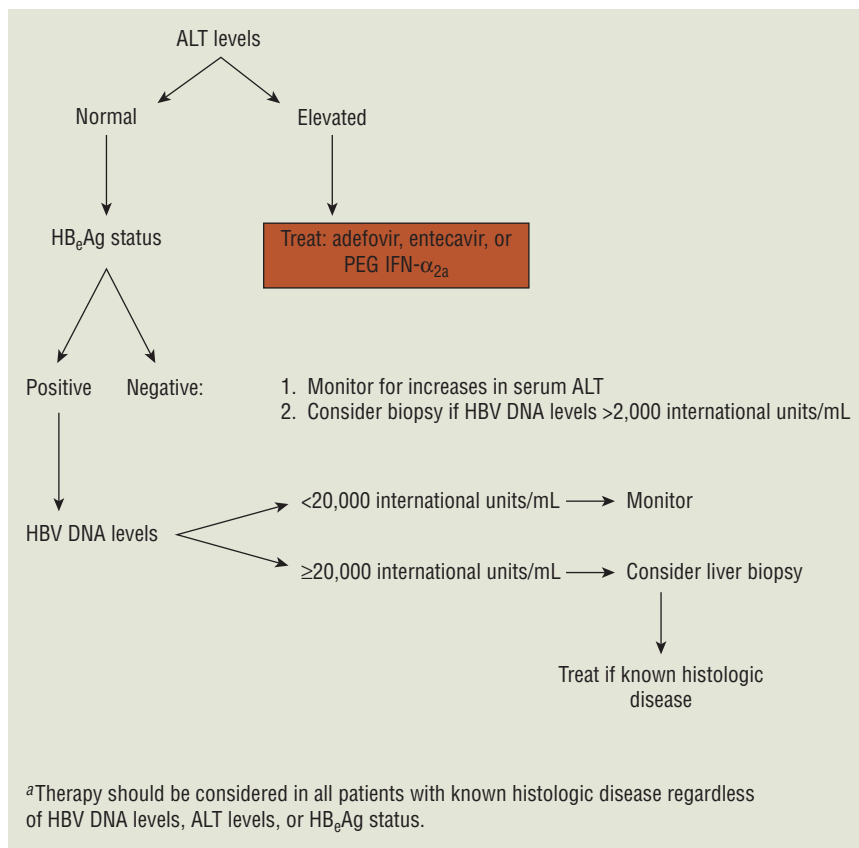 ALT levels
Normal
Elevated
HBₑAg status
Treat: adefovir, entecavir, or
PEG IFN-α₂ₐ
Positive
Negative:
1. Monitor for increases in serum ALT
2. Consider biopsy if HBV DNA levels >2,000 international units/mL
<20,000 international units/mL
Monitor
HBV DNA levels
≥20,000 international units/mL
Consider liver biopsy
Treat if known histologic
disease
ᵃTherapy should be considered in all patients with known histologic disease regardless
of HBV DNA levels, ALT levels, or HBₑAg status.